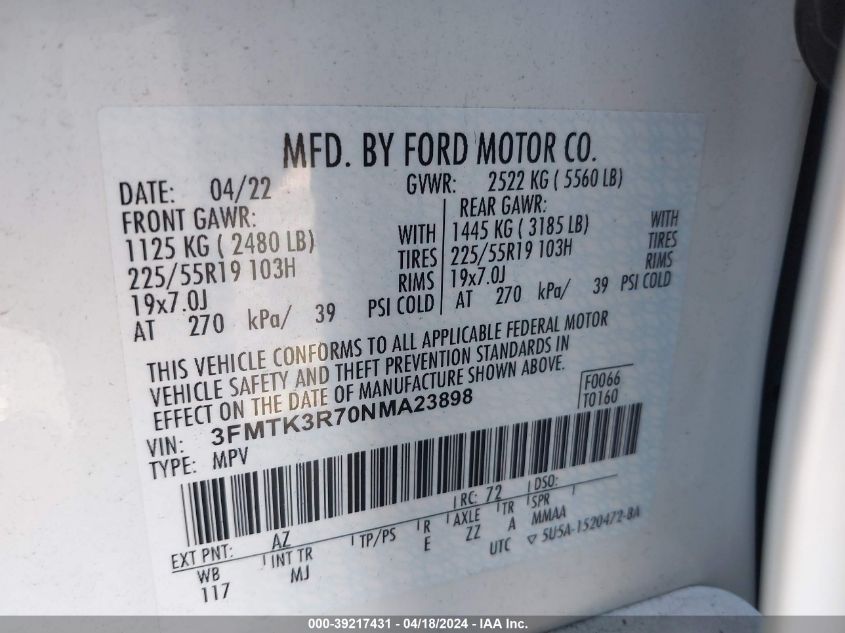 MFD. BY FORD MOTOR CO.
DATE: 04/22 GVWR: 2522 KG ( 5560 LB)
FRONT GAWR: REAR GAWR:
1125 KG ( 2480 LB) WITH 1445 KG ( 3185 LB) WITH
225/55R19 103H TIRES 225/55R19 103H TIRES
19x7.0J RIMS 19x7.0J RIMS
AT 270 kPa/ 39 PSI COLD AT 270 kPa/ 39 PSI COLD
THIS VEHICLE CONFORMS TO ALL APPLICABLE FEDERAL MOTOR
VEHICLE SAFETY AND THEFT PREVENTION STANDARDS IN
EFFECT ON THE DATE OF MANUFACTURE SHOWN ABOVE.
F0066
T0160
VIN: 3FMTK3R70NMA23898
TYPE: MPV
EXT PNT: AZ RC: 72 DSO:
WB INT TR TP/PS R AXLE TR SPR
117 MJ E ZZ A MMAA
UTC ▽ 5U5A-1520472-BA
000-39217431 - 04/18/2024 - IAA Inc.